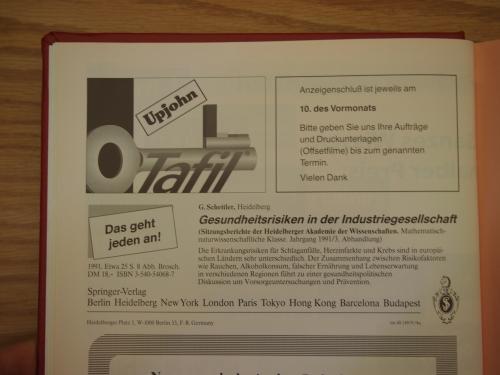 Upjohn
Tafil
Anzeigenschluß ist jeweils am
10. des Vormonats
Bitte geben Sie uns Ihre Aufträge
und Druckunterlagen
(Offsetfilme) bis zum genannten
Termin.
Vielen Dank
Das geht
jeden an!
1991. Etwa 25 S. 8 Abb. Brosch.
DM 18,- ISBN 3-540-54068-7
G. Schettler, Heidelberg
Gesundheitsrisiken in der Industriegesellschaft
(Sitzungsberichte der Heidelberger Akademie der Wissenschaften. Mathematisch-
naturwissenschaftliche Klasse. Jahrgang 1991/3. Abhandlung)
Die Erkrankungsrisiken für Schlaganfälle, Herzinfarkte und Krebs sind in europäi-
schen Ländern sehr unterschiedlich. Der Zusammenhang zwischen Risikofaktoren
wie Rauchen, Alkoholkonsum, falscher Ernährung und Lebenserwartung
in verschiedenen Regionen führt zu einer gesundheitspolitischen
Diskussion um Vorsorgeuntersuchungen und Prävention.
Springer-Verlag
Berlin Heidelberg New York London Paris Tokyo Hong Kong Barcelona Budapest
Heidelberger Platz 3, W-1000 Berlin 33, F. R. Germany